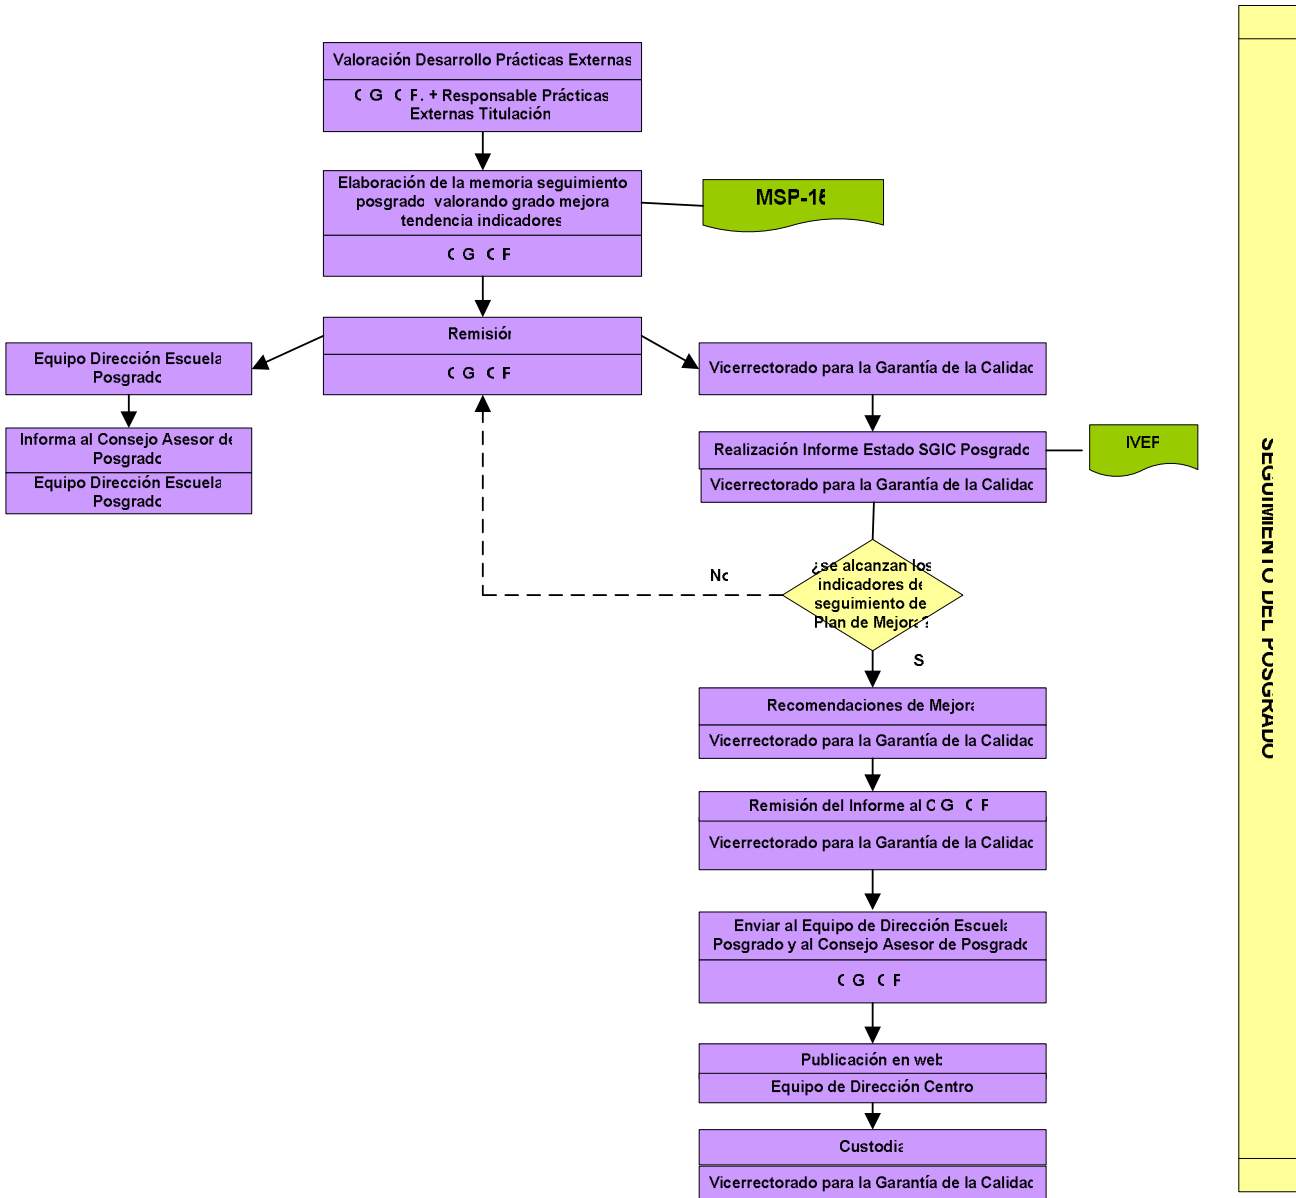 Valoración Desarrollo Prácticas Externas
C G C P. + Responsable Prácticas
Externas Titulación
Elaboración de la memoria seguimiento
posgrado valorando grado mejora
tendencia indicadores
C G C P
MSP-16
Remisión
C G C P
Equipo Dirección Escuela
Posgrado
Informa al Consejo Asesor de
Posgrado
Equipo Dirección Escuela
Posgrado
Vicerrectorado para la Garantía de la Calidad
Realización Informe Estado SGIC Posgrado
Vicerrectorado para la Garantía de la Calidad
IVEP
¿se alcanzan los
indicadores de
seguimiento de
Plan de Mejora?
No
S
Recomendaciones de Mejora
Vicerrectorado para la Garantía de la Calidad
Remisión del Informe al C G C P
Vicerrectorado para la Garantía de la Calidad
Enviar al Equipo de Dirección Escuela
Posgrado y al Consejo Asesor de Posgrado
C G C P
Publicación en web
Equipo de Dirección Centro
Custodia
Vicerrectorado para la Garantía de la Calidad
SEGUIMIENTO DEL POSGRADO